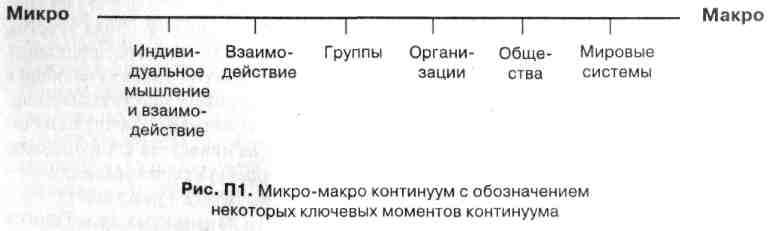 Микро Макро
Индиви- Взаимо- Группы Органи- Обще- Мировые
дуальное действие зации ства системы
мышление
и взаимо-
действие
Рис. П1. Микро-макро континуум с обозначением
некоторых ключевых моментов континуума